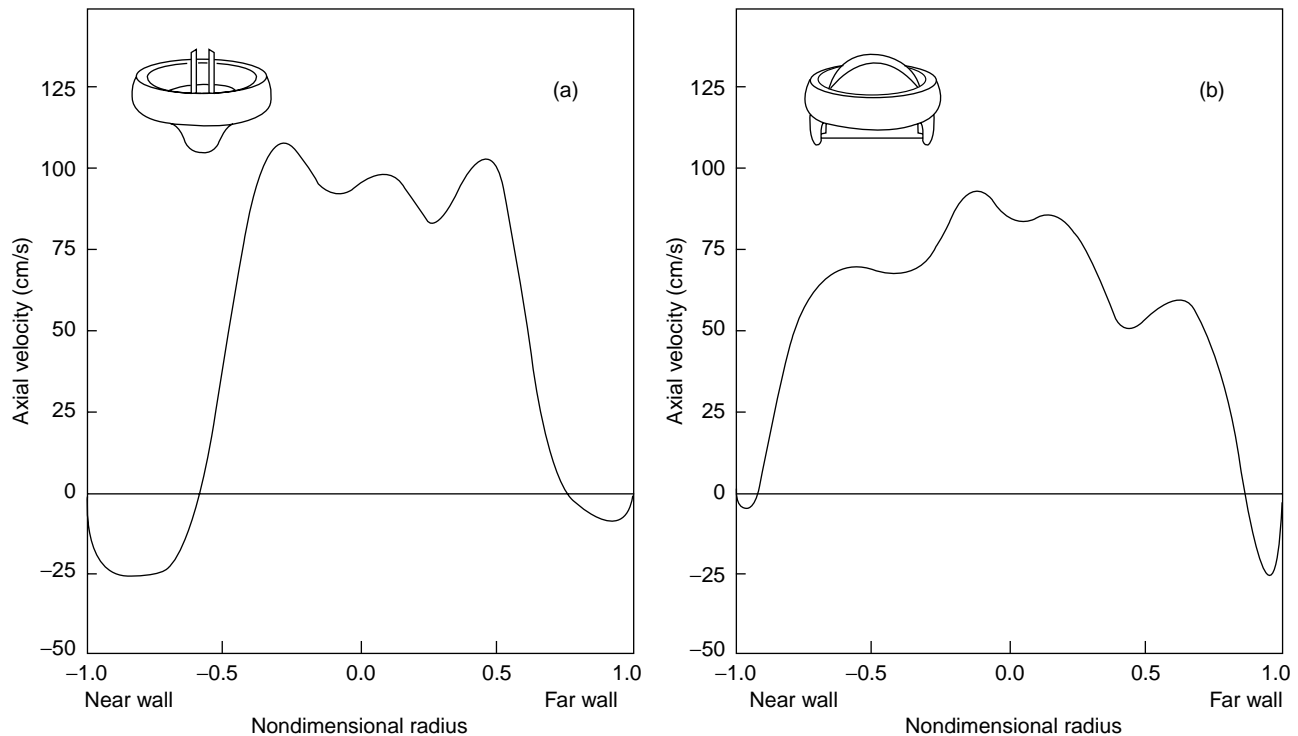 (a)
125
100
75
50
25
0
−25
−50
Axial velocity (cm/s)
−1.0
−0.5
0.0
0.5
1.0
Near wall
Far wall
Nondimensional radius
(b)
125
100
75
50
25
0
−25
−50
Axial velocity (cm/s)
−1.0
−0.5
0.0
0.5
1.0
Near wall
Far wall
Nondimensional radius